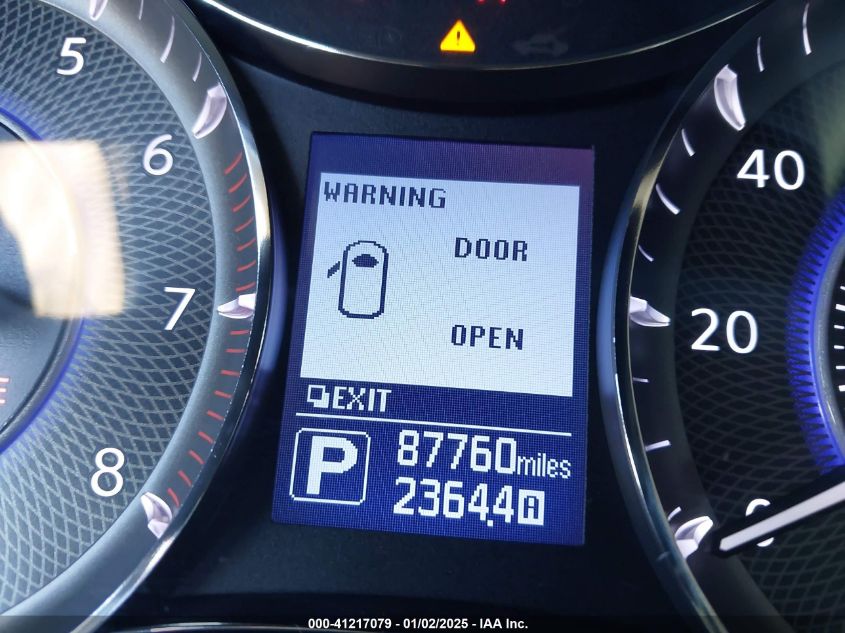 5
6
7
8
WARNING
DOOR
OPEN
EXIT
P
87760miles
2364.4 A
40
20
0
000-41217079 - 01/02/2025 - IAA Inc.